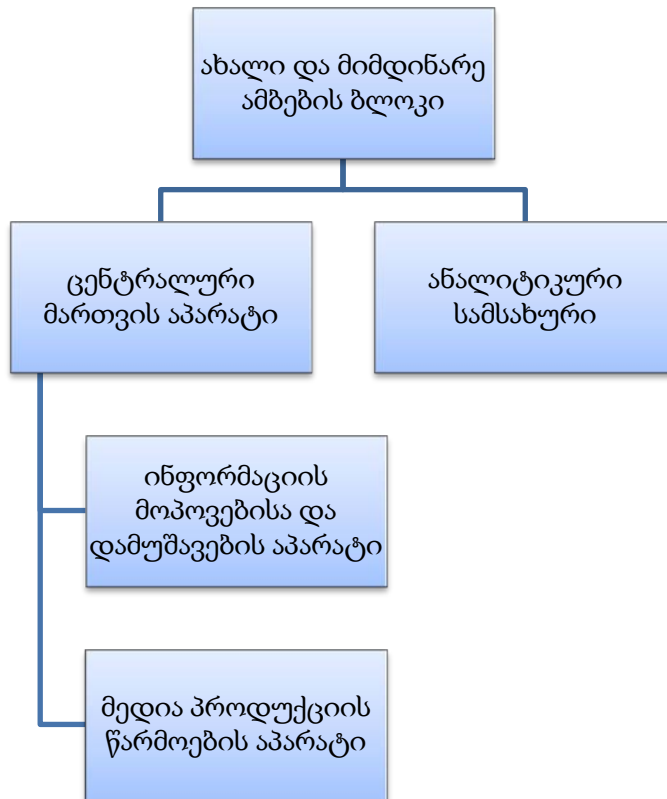 ახალი და მიმდინარე
ამბების ბლოკი
ცენტრალური
მართვის აპარატი
ანალიტიკური
სამსახური
ინფორმაციის
მოპოვებისა და
დამუშავების აპარატი
მედია პროდუქციის
წარმოების აპარატი